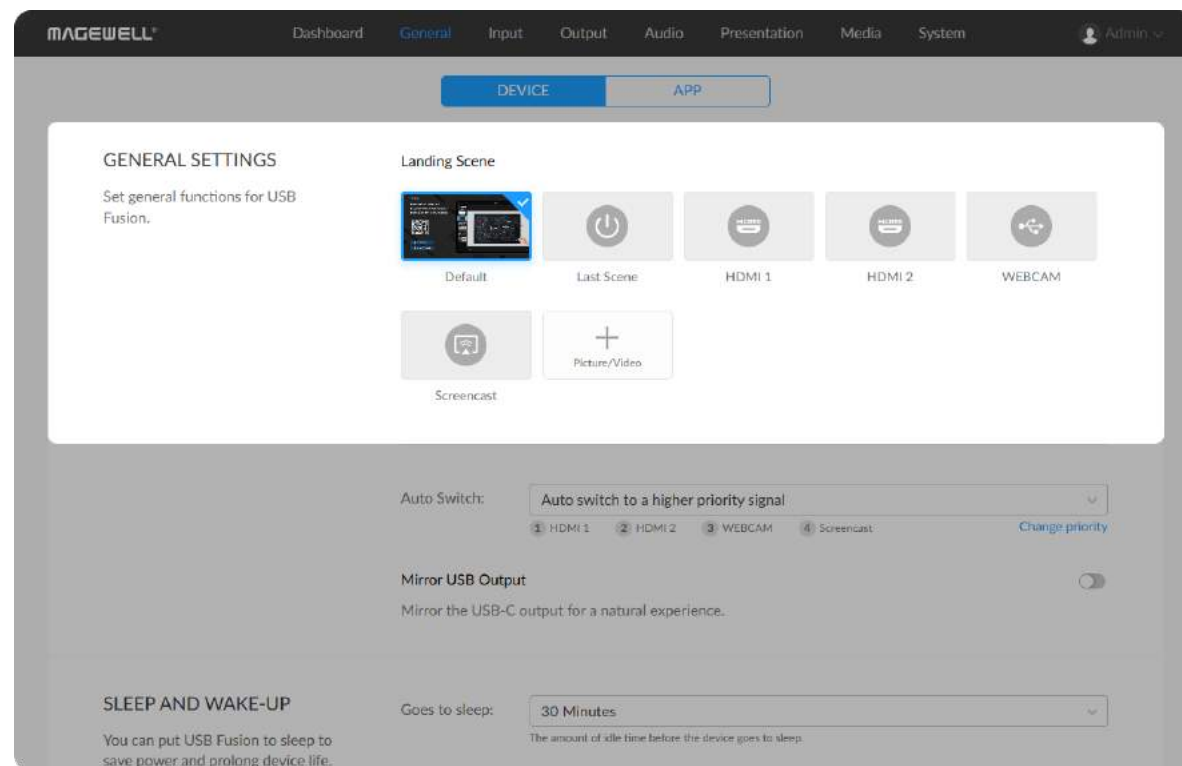 MAGEWELL®
Dashboard General Input Output Audio Presentation Media System Admin
DEVICE APP
GENERAL SETTINGS
Set general functions for USB
Fusion.
Landing Scene
Default Last Scene HDMI 1 HDMI 2 WEBCAM
Picture/Video
Screencast
Auto Switch: Auto switch to a higher priority signal
1 HDMI 1 2 HDMI 2 3 WEBCAM 4 Screencast Change priority
Mirror USB Output
Mirror the USB-C output for a natural experience.
SLEEP AND WAKE-UP
You can put USB Fusion to sleep to
save power and prolong device life.
Goes to sleep: 30 Minutes
The amount of idle time before the device goes to sleep.